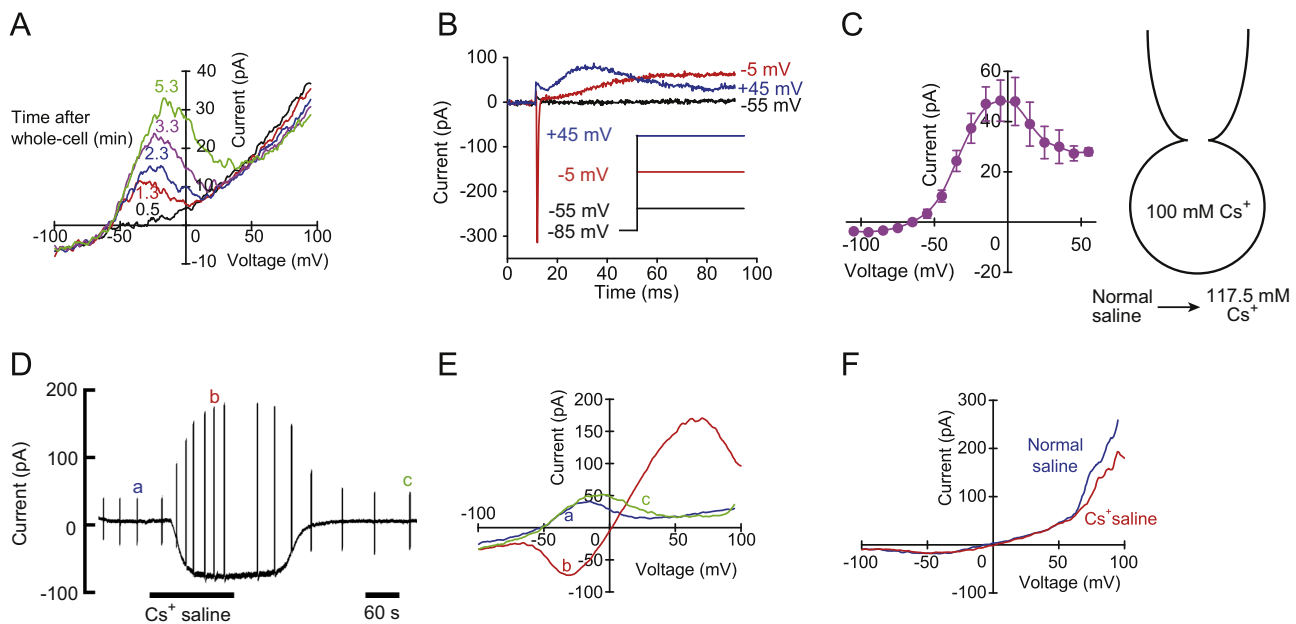 A
Current (pA)
40
30
20
10
-10
5.3
3.3
2.3
1.3
0.5
Time after
whole-cell (min)
-100
-50
0
50
100
Voltage (mV)
B
Current (pA)
100
0
-100
-200
-300
-5 mV
+45 mV
-55 mV
+45 mV
-5 mV
-55 mV
-85 mV
0
20
40
60
80
100
Time (ms)
C
Current (pA)
60
40
20
-20
-100
-50
0
50
Voltage (mV)
100 mM Cs+
Normal
saline
117.5 mM
Cs+
D
Current (pA)
200
100
0
-100
a
b
c
Cs+ saline
60 s
E
Current (pA)
200
150
100
50
-50
-100
-100
-50
0
50
100
a
b
c
Voltage (mV)
F
Current (pA)
300
200
100
-100
Normal
saline
Cs+saline
-100
-50
0
50
100
Voltage (mV)